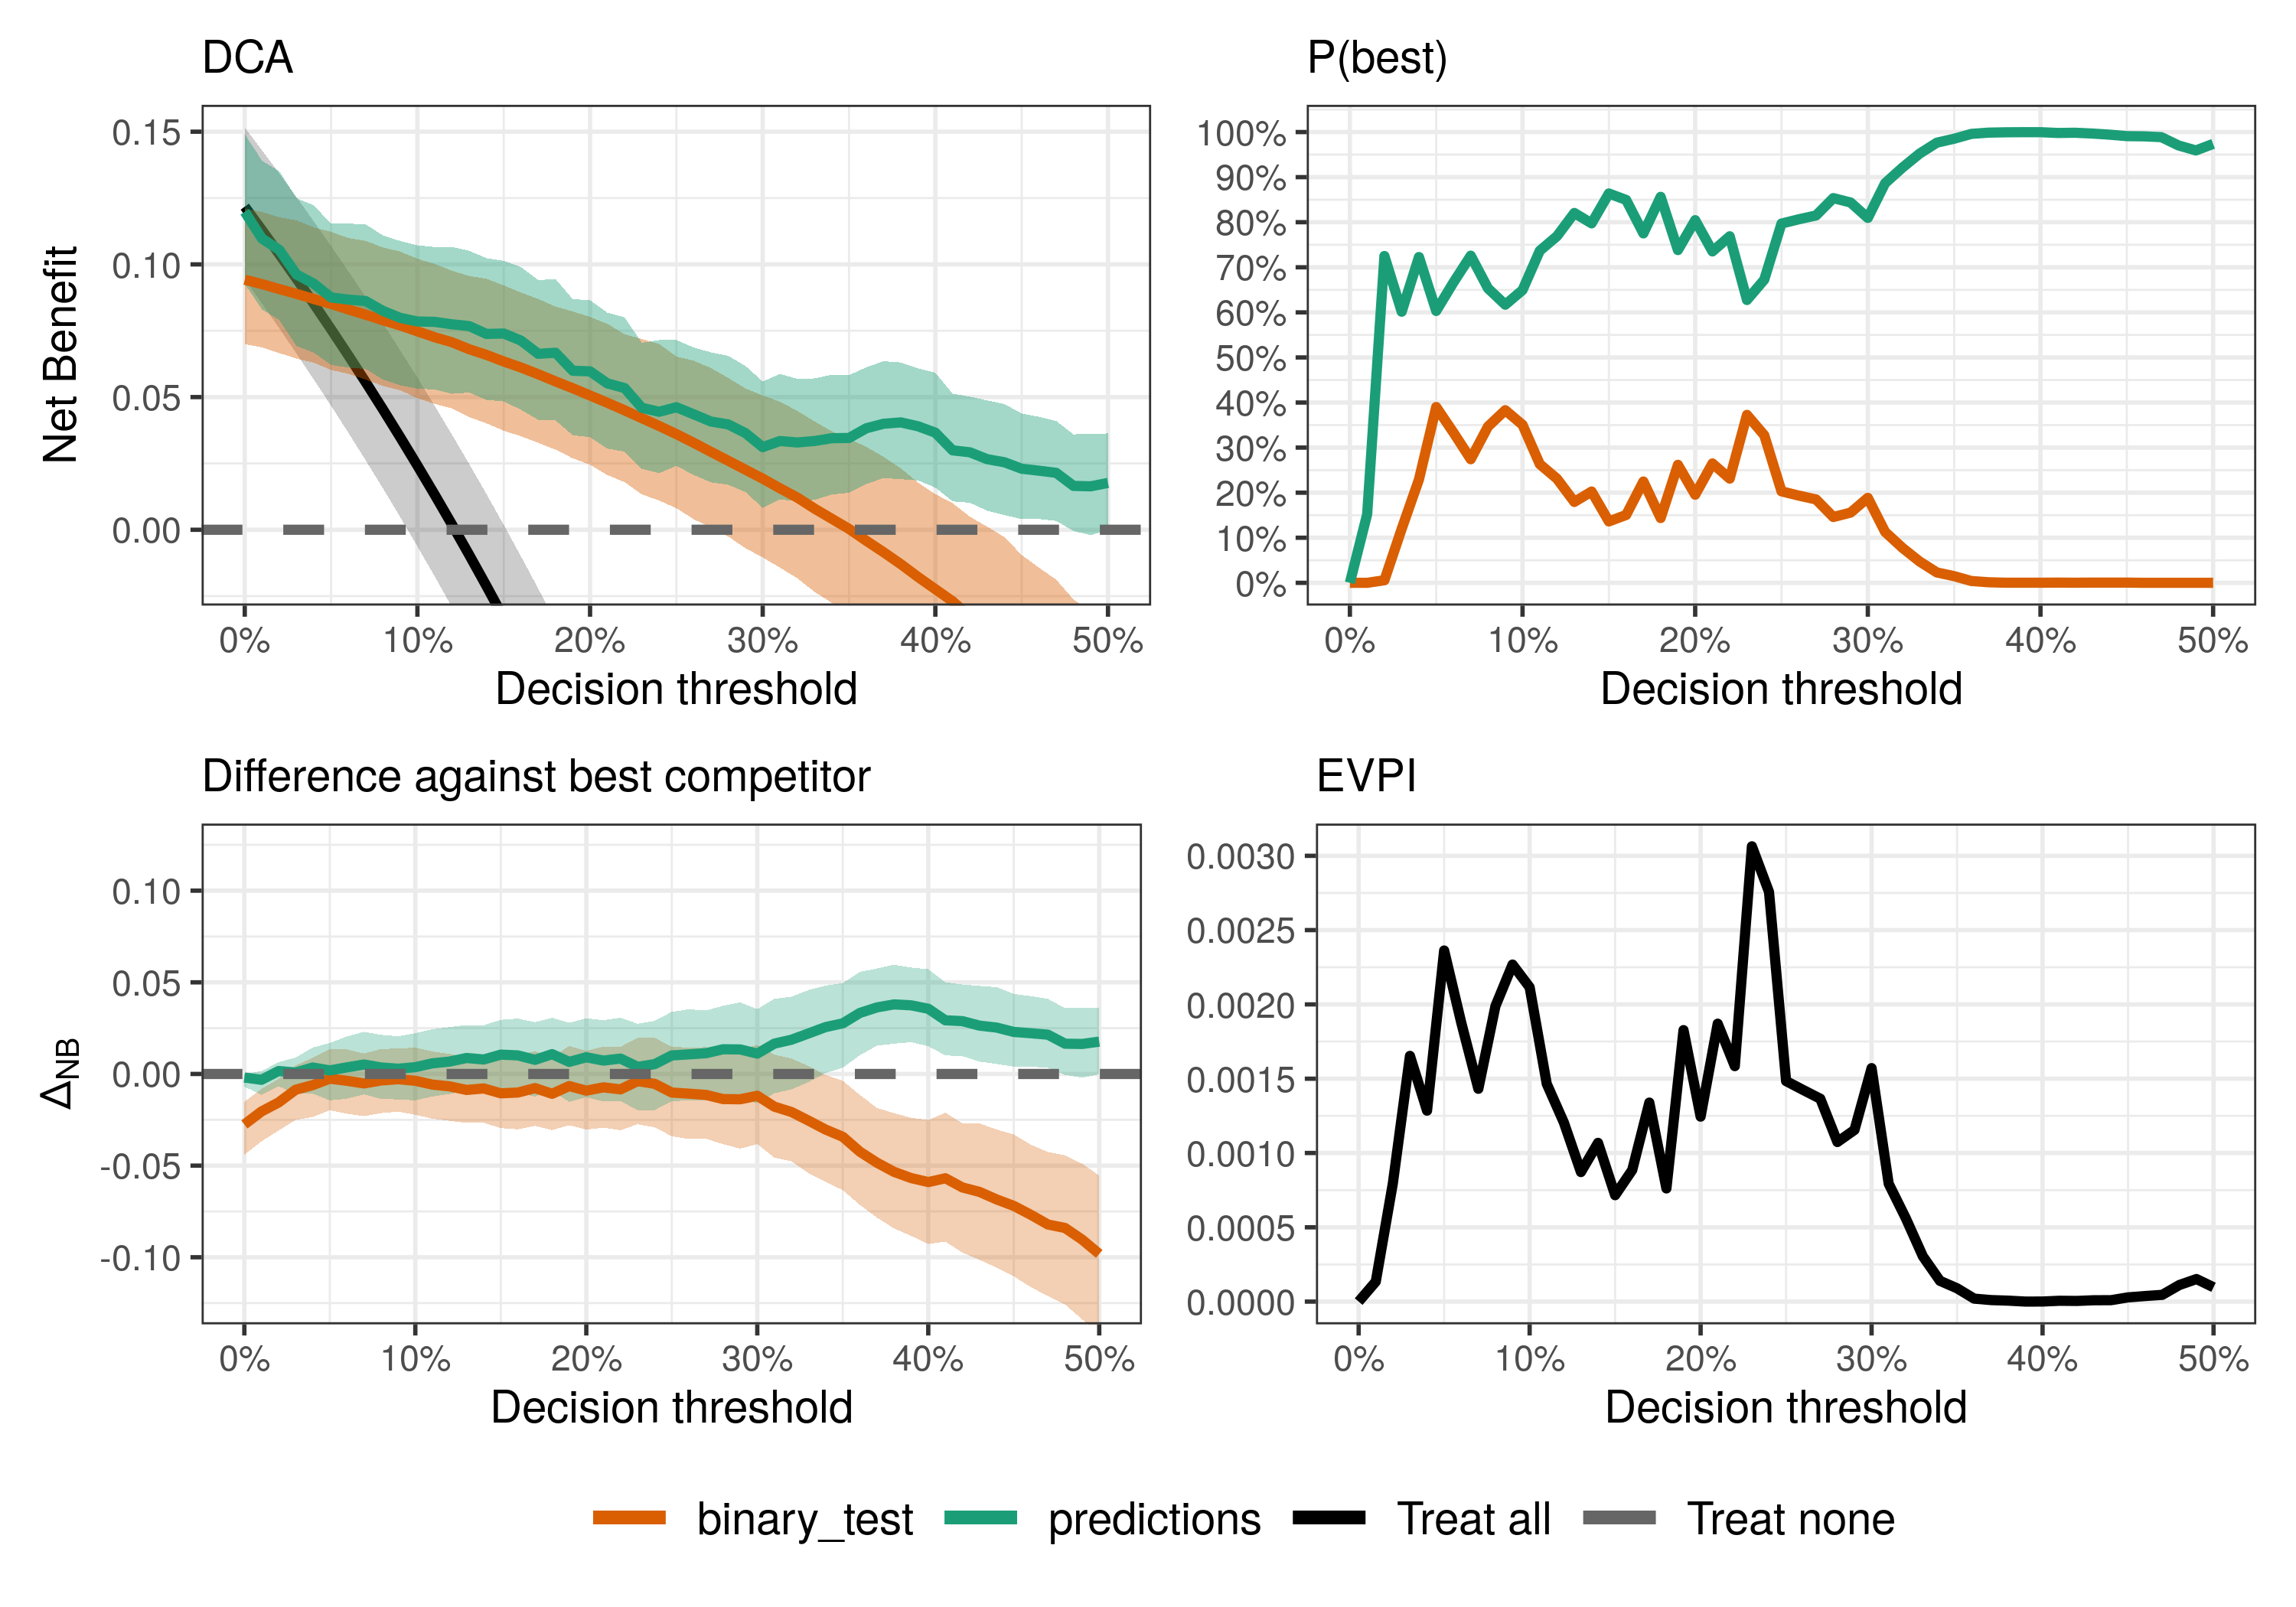 DCA
Net Benefit
0.15
0.10
0.05
0.00
0% 10% 20% 30% 40% 50%
Decision threshold
P(best)
100%
90%
80%
70%
60%
50%
40%
30%
20%
10%
0%
0% 10% 20% 30% 40% 50%
Decision threshold
Difference against best competitor
ΔNB
0.10
0.05
0.00
-0.05
-0.10
0% 10% 20% 30% 40% 50%
Decision threshold
EVPI
0.0030
0.0025
0.0020
0.0015
0.0010
0.0005
0.0000
0% 10% 20% 30% 40% 50%
Decision threshold
binary_test predictions Treat all Treat none